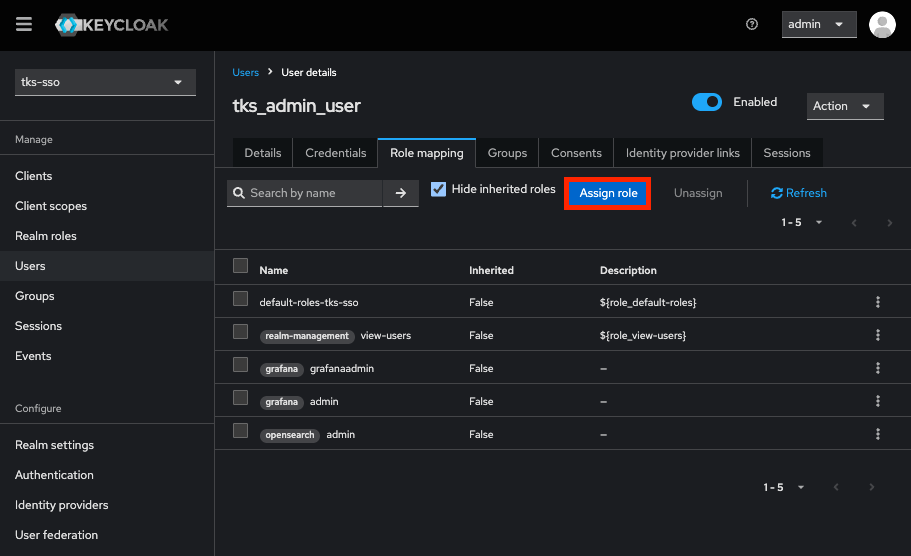 KEYCLOAK
admin
tks-sso
Manage
Clients
Client scopes
Realm roles
Users
Groups
Sessions
Events
Configure
Realm settings
Authentication
Identity providers
User federation
Users > User details
tks_admin_user
Enabled
Action
Details Credentials Role mapping Groups Consents Identity provider links Sessions
Search by name Hide inherited roles Assign role Unassign Refresh
1 - 5
Name Inherited Description
default-roles-tks-sso False ${role_default-roles}
realm-management view-users False ${role_view-users}
grafana grafanaadmin False –
grafana admin False –
opensearch admin False –
1 - 5